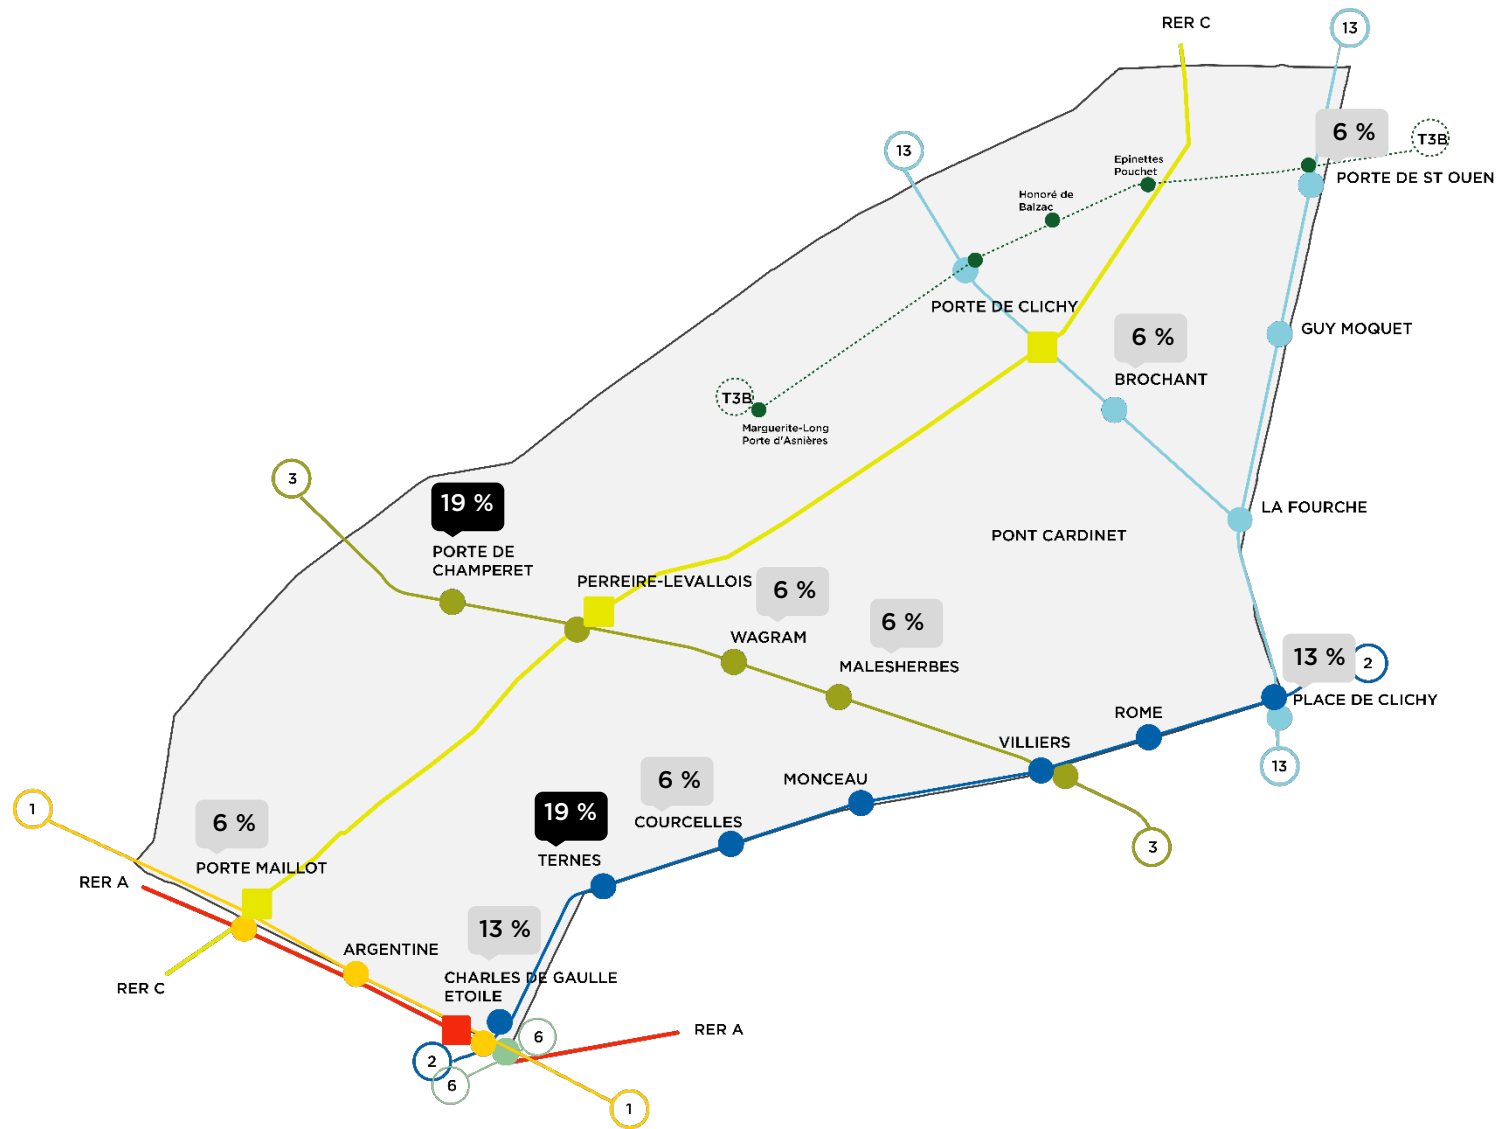 RER C
13
6 %
T3B
13
Epinettes
Pouchet
PORTE DE ST OUEN
Honoré de
Balzac
PORTE DE CLICHY
GUY MOQUET
6 %
BROCHANT
T3B
Marguerite-Long
Porte d'Asnières
3
19 %
PORTE DE
CHAMPERET
LA FOURCHE
PONT CARDINET
PERREIRE-LEVALLOIS
6 %
WAGRAM
6 %
MALESHERBES
13 %
2
PLACE DE CLICHY
ROME
VILLIERS
13
MONCEAU
6 %
COURCELLES
3
19 %
TERNES
1
6 %
PORTE MAILLOT
RER A
13 %
ARGENTINE
CHARLES DE GAULLE
ETOILE
RER C
RER A
6
2
6
1